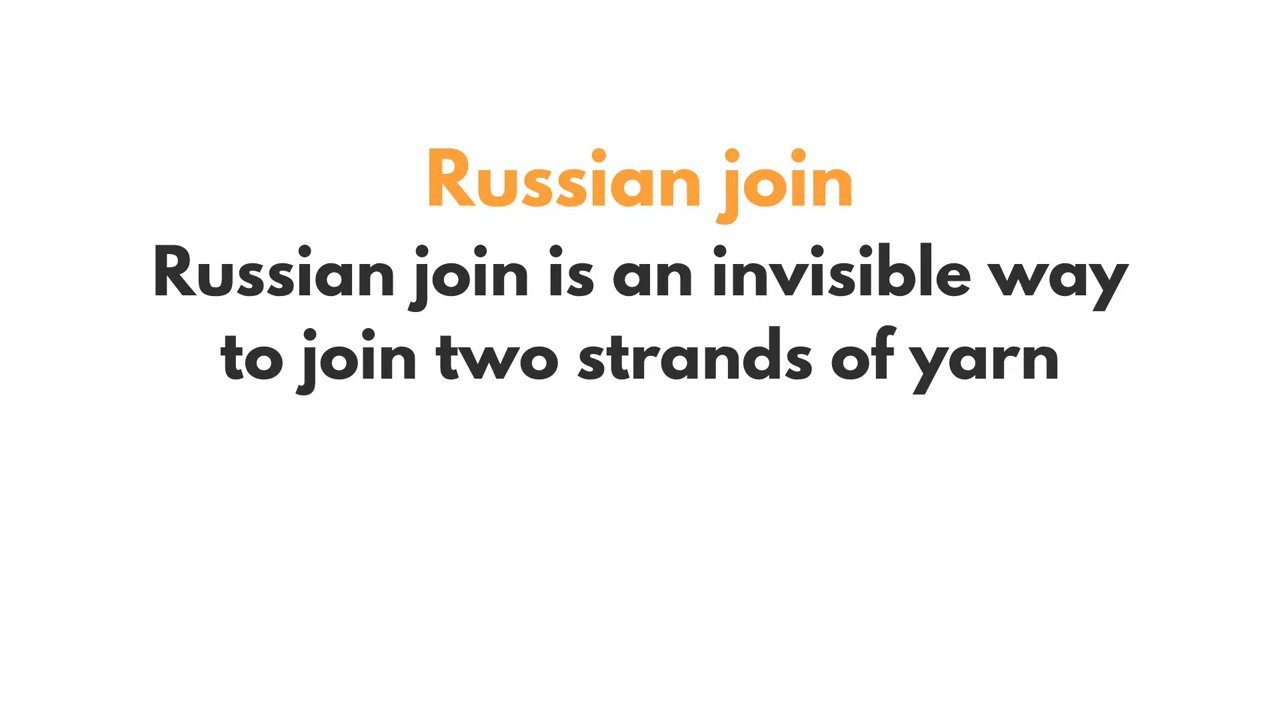 Russian join
Russian join is an invisible way
to join two strands of yarn